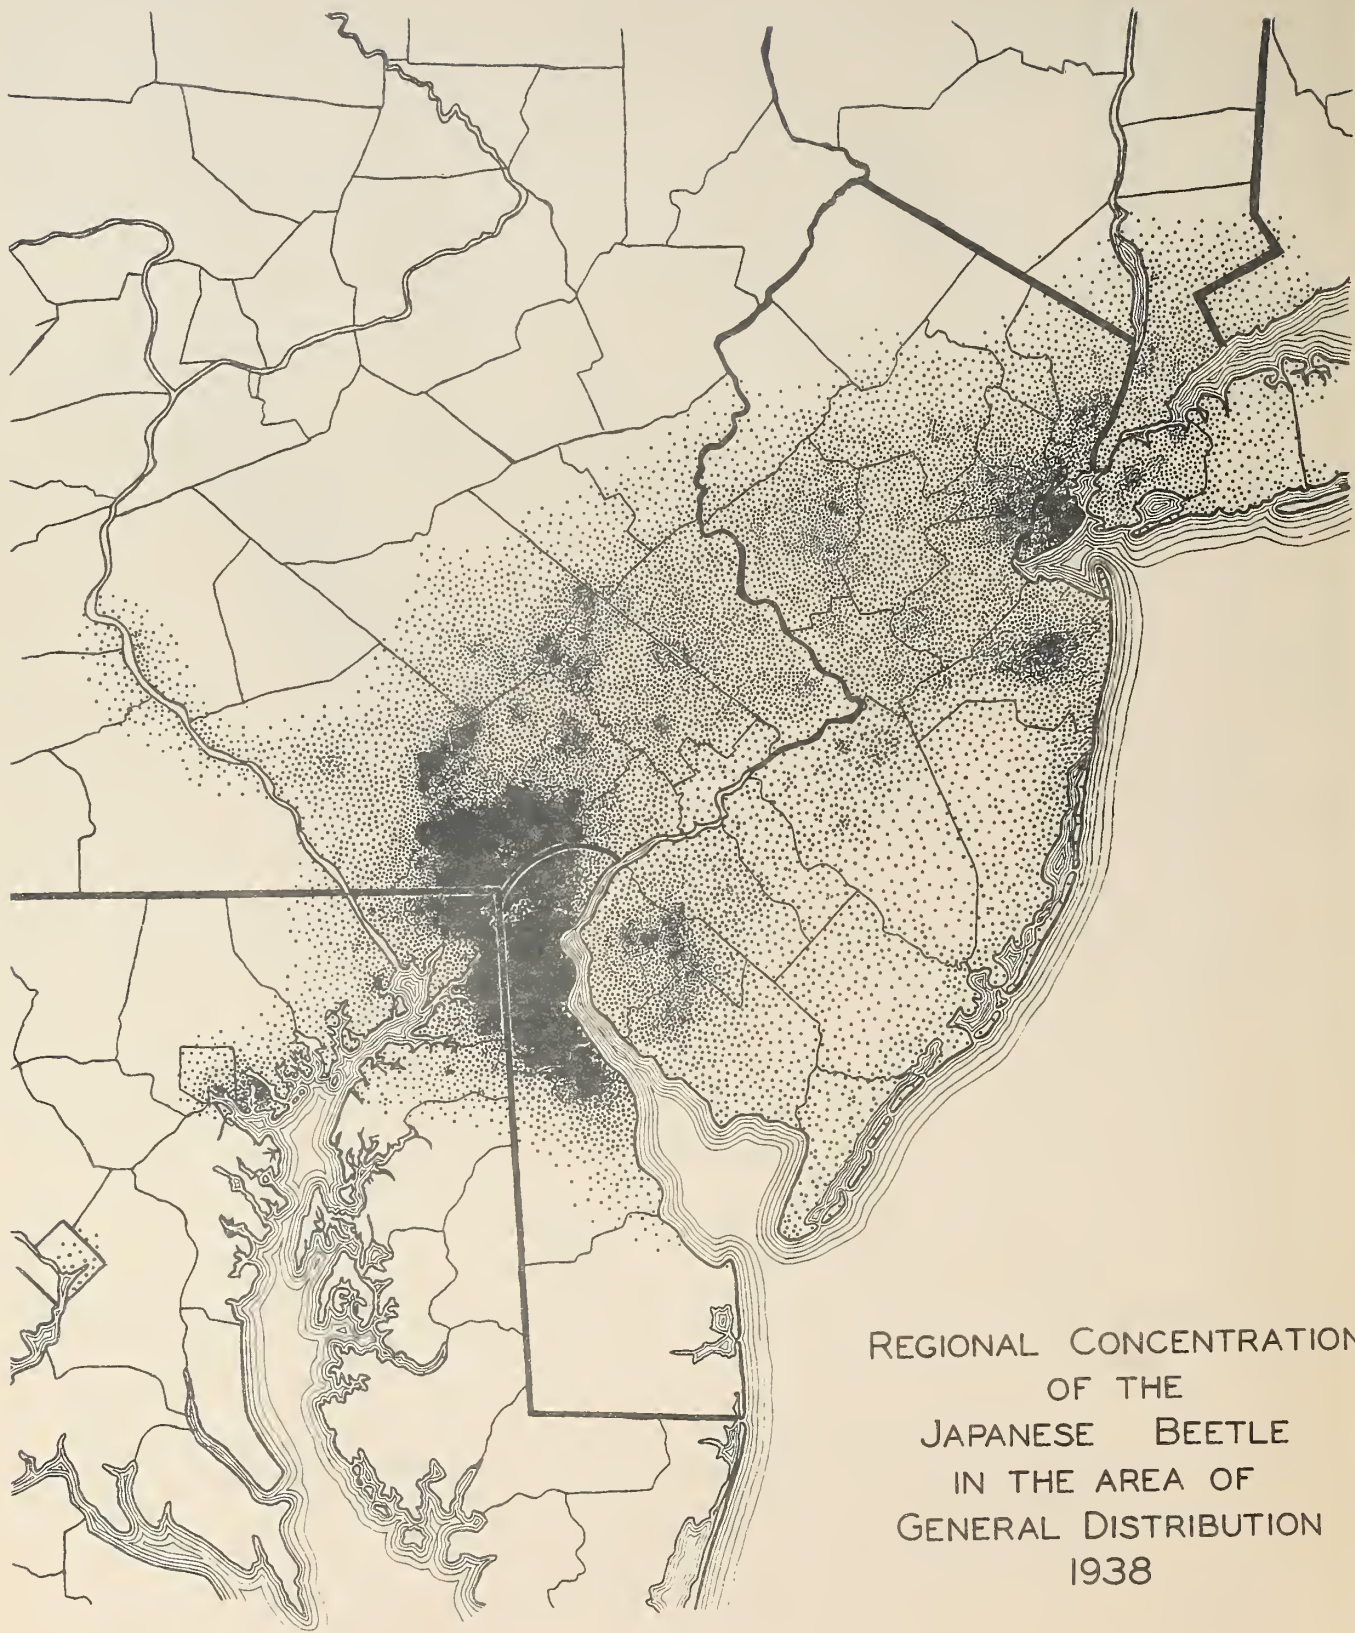 REGIONAL CONCENTRATION
OF THE
JAPANESE BEETLE
IN THE AREA OF
GENERAL DISTRIBUTION
1938